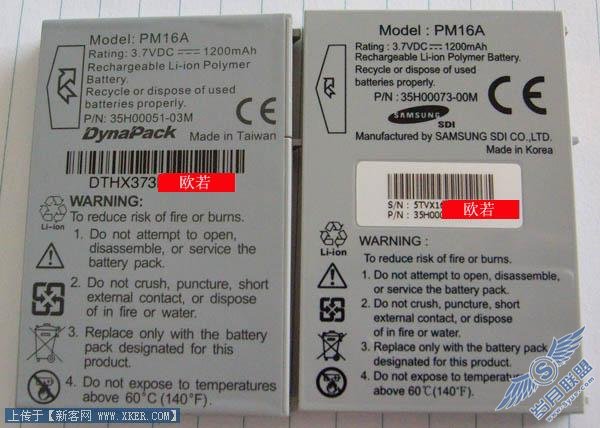 Model: PM16A
Rating: 3.7VDC 1200mAh
Rechargeable Li-ion Polymer
Battery.
Recycle or dispose of used
batteries properly.
P/N: 35H00051-03M
CE
DynaPack Made in Taiwan
DTHX373
欧若
Li-ion
WARNING:
To reduce risk of fire or burns.
1. Do not attempt to open,
disassemble, or service the
battery pack.
2. Do not crush, puncture, short
external contact, or dispose
of in fire or water.
3. Replace only with the battery
pack designated for this
product.
4. Do not expose to temperatures
above 60°C (140°F).
上传于【新客网 www.XKER.com】
Model: PM16A
Rating: 3.7VDC 1200mAh
Rechargeable Li-ion Polymer Battery.
Recycle or dispose of used
batteries properly.
P/N: 35H00073-00M
CE
SAMSUNG
SDI
Manufactured by SAMSUNG SDI CO.,LTD.
Made in Korea
S/N : 5TVX16
P/N : 35H00
欧若
Li-ion
WARNING :
To reduce risk of fire or burns.
1. Do not attempt to open, disassemble,
or service the battery pack.
2. Do not crush, puncture, short
external contact, or dispose of
in fire or water.
3. Replace only with the battery pack
designated for this product.
4. Do not expose to temperatures
above 60℃(140°F).
岁月联盟